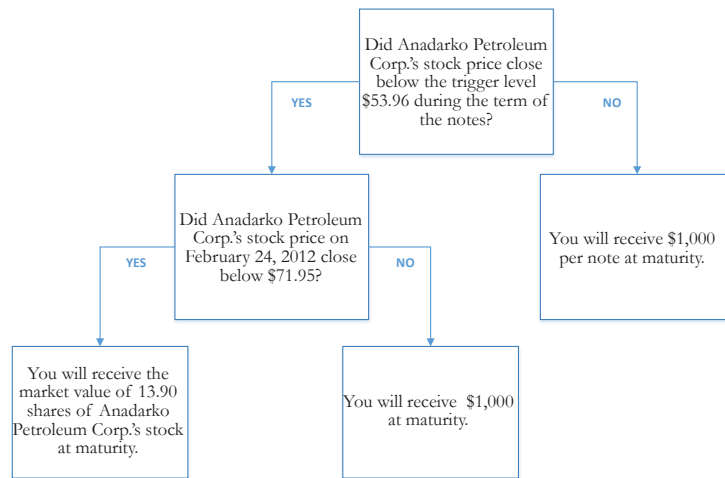 Did Anadarko Petroleum
Corp.'s stock price close
below the trigger level
$53.96 during the term of
the notes?
YES
NO
Did Anadarko Petroleum
Corp.'s stock price on
February 24, 2012 close
below $71.95?
You will receive $1,000
per note at maturity.
YES
NO
You will receive the
market value of 13.90
shares of Anadarko
Petroleum Corp.'s stock
at maturity.
You will receive $1,000
at maturity.